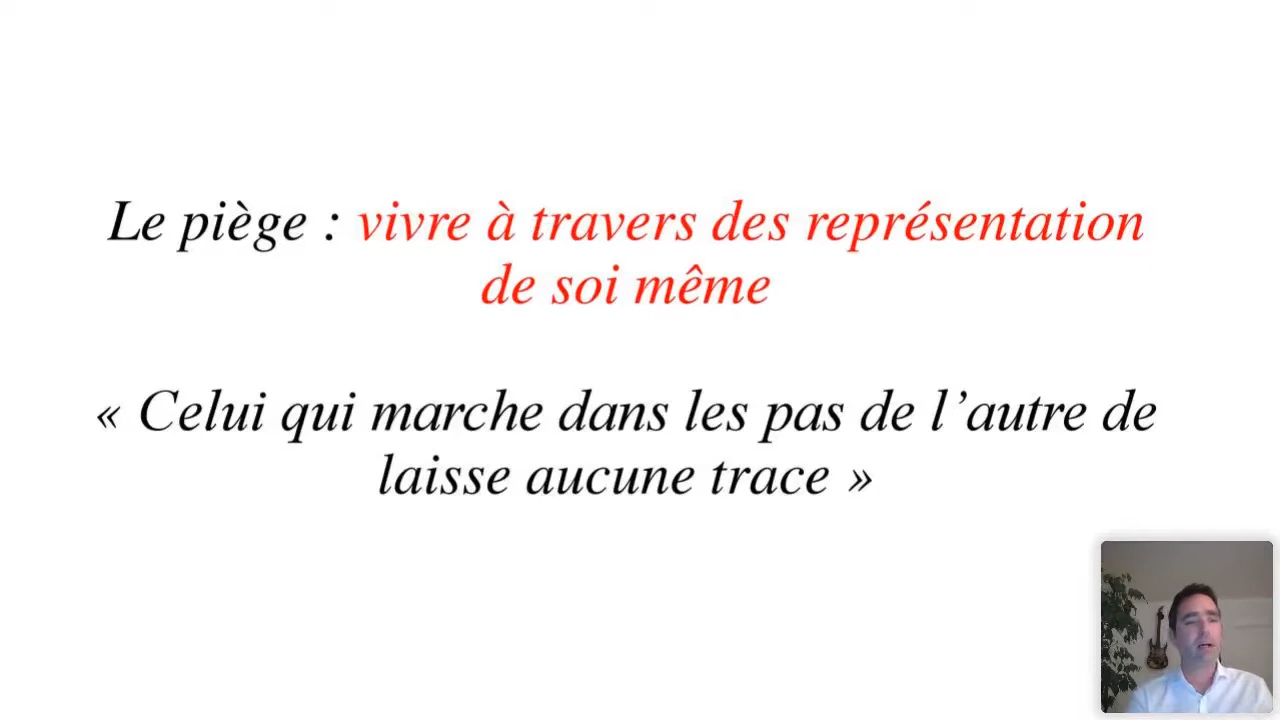 Le piège : vivre à travers des représentation
de soi même
« Celui qui marche dans les pas de l’autre de
laisse aucune trace »